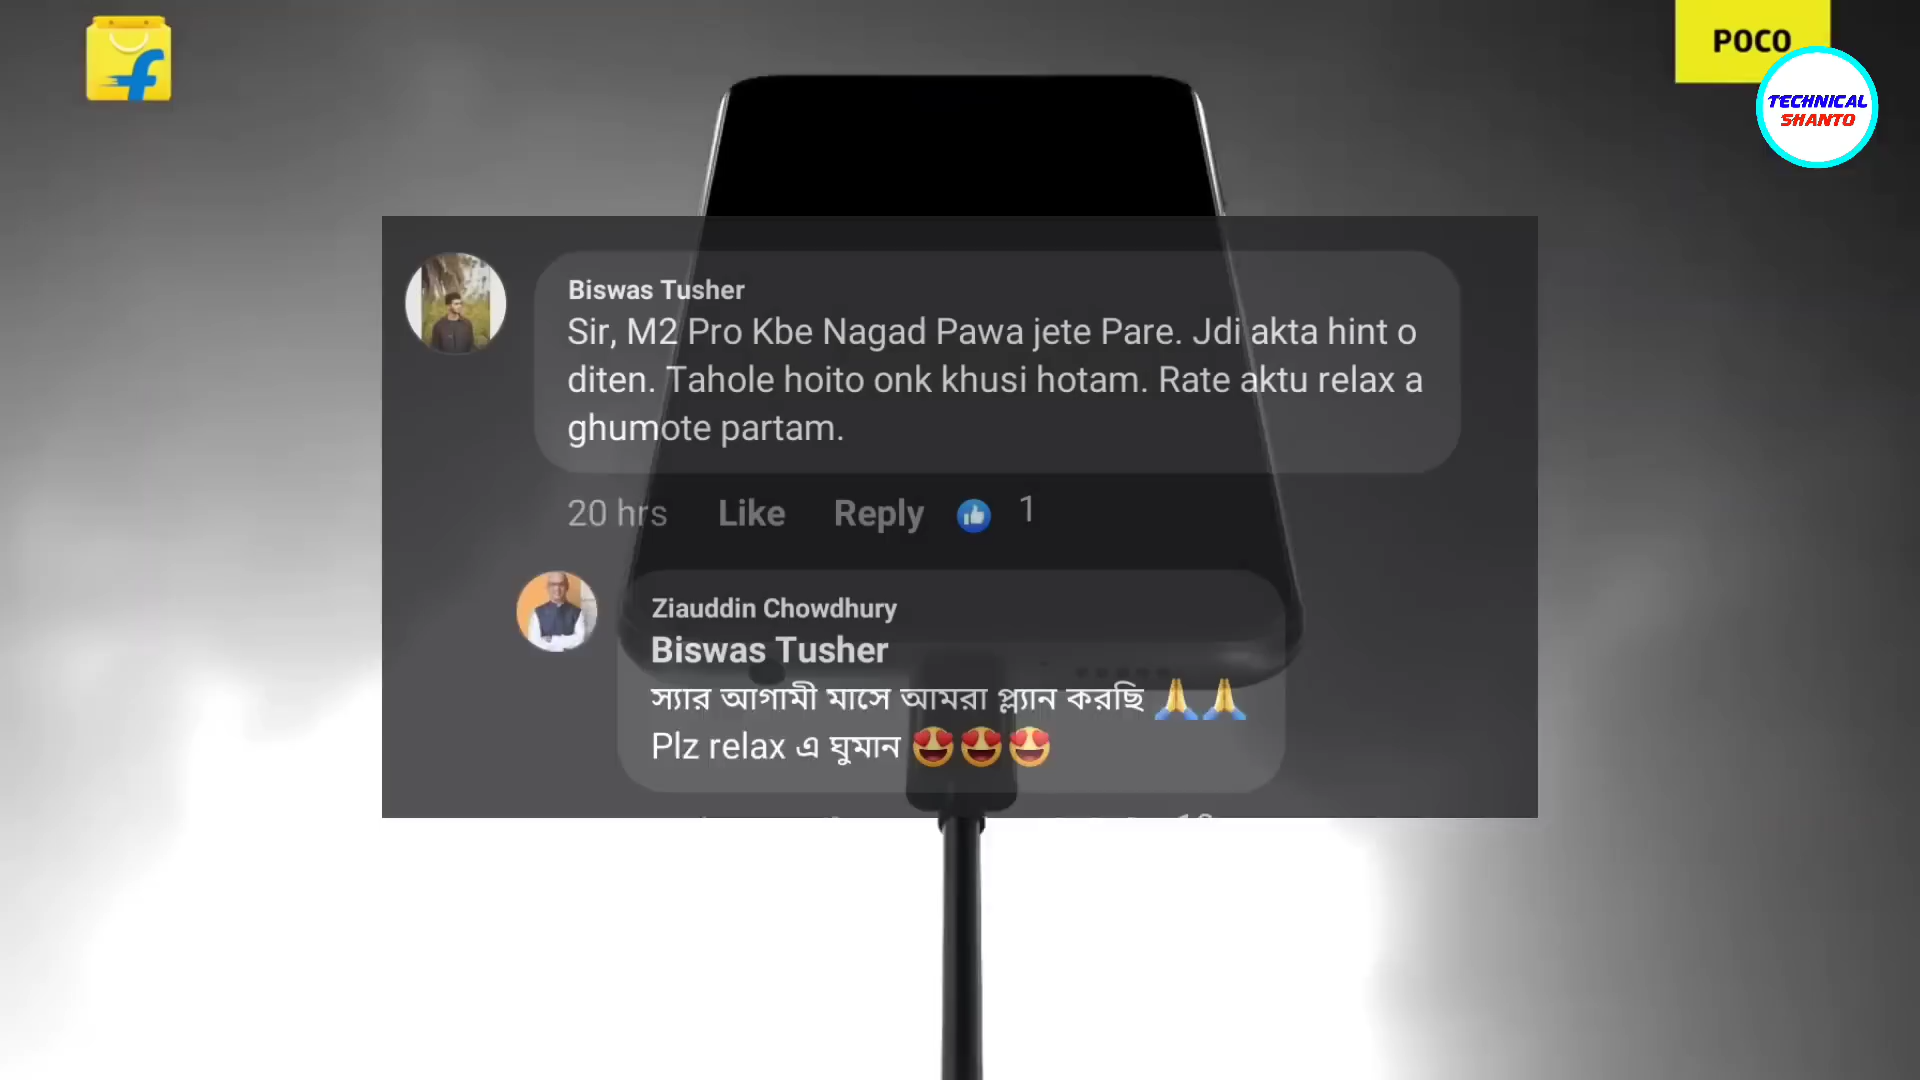 POCO
TECHNICAL
SHANTO
Biswas Tusher
Sir, M2 Pro Kbe Nagad Pawa jete Pare. Jdi akta hint o
diten. Tahole hoito onk khusi hotam. Rate aktu relax a
ghumote partam.
20 hrs Like Reply 1
Ziauddin Chowdhury
Biswas Tusher
স্যার আগামী মাসে আমরা প্ল্যান করছি 🙏🙏
Plz relax এ ঘুমান 😍😍😍